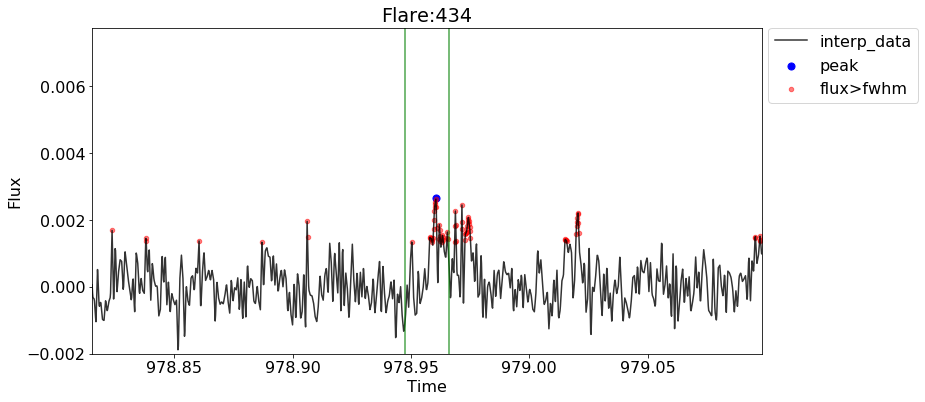 Flare:434
interp_data
peak
flux>fwhm
Flux
0.006
0.004
0.002
0.000
−0.002
978.85 978.90 978.95 979.00 979.05
Time